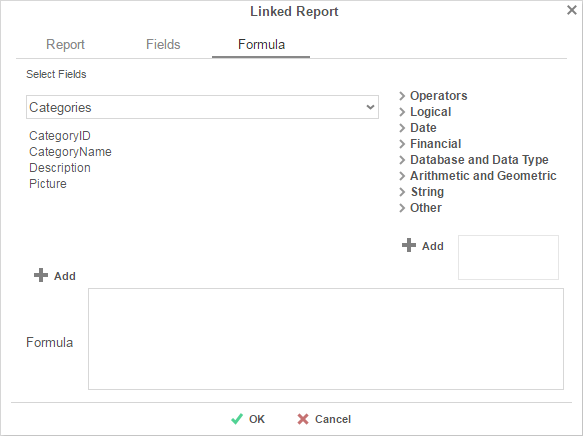 Linked Report
Report Fields Formula
Select Fields
Categories
CategoryID
CategoryName
Description
Picture
Operators
Logical
Date
Financial
Database and Data Type
Arithmetic and Geometric
String
Other
Add
Add
Formula
OK Cancel